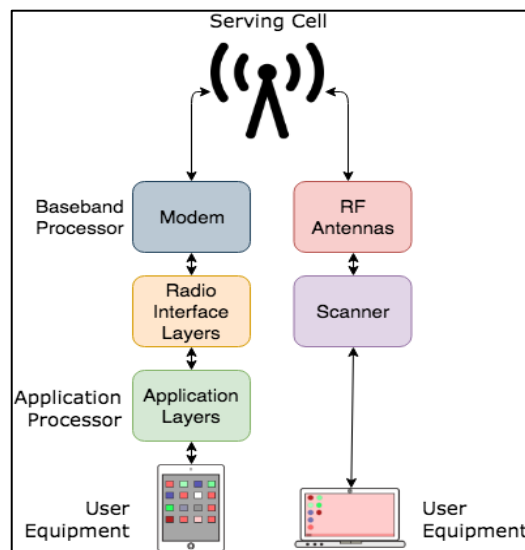 Serving Cell
Baseband
Processor
Modem
RF
Antennas
Radio
Interface
Layers
Scanner
Application
Processor
Application
Layers
User
Equipment
User
Equipment